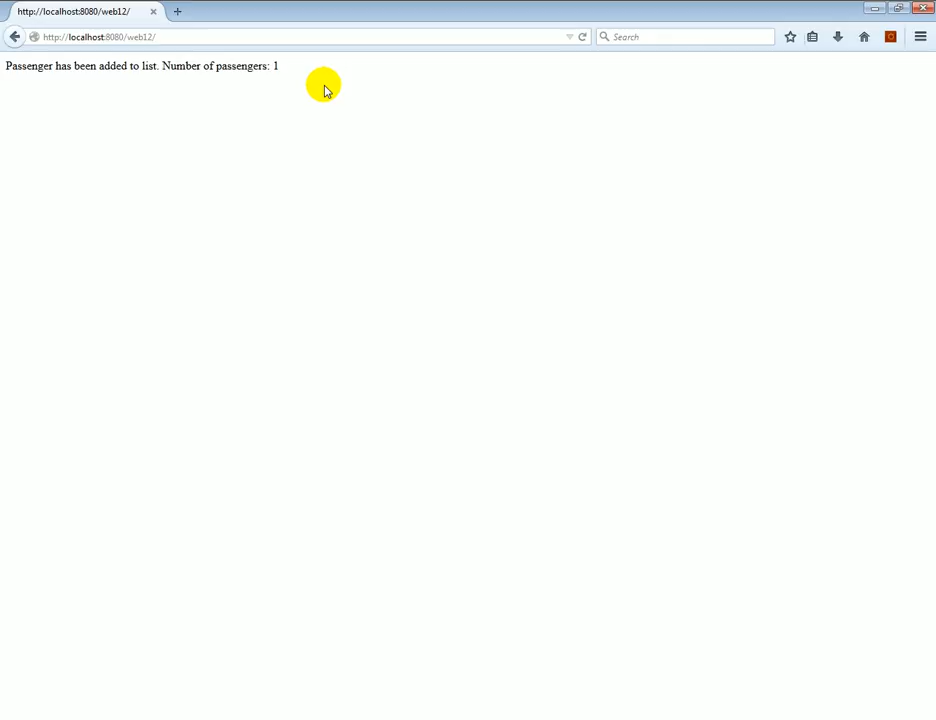 http://localhost:8080/web12/
http://localhost:8080/web12/
Search
Passenger has been added to list. Number of passengers: 1